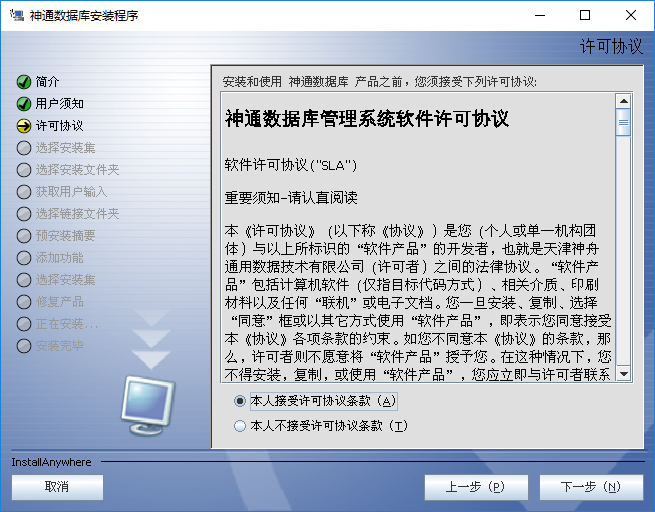 神通数据库安装程序
许可协议
简介
用户须知
许可协议
选择安装集
选择安装文件夹
获取用户输入
选择链接文件夹
预安装摘要
添加功能
选择安装集
修复产品
正在安装...
安装完毕
安装和使用 神通数据库 产品之前，您须接受下列许可协议:
神通数据库管理系统软件许可协议
软件许可协议("SLA")
重要须知-请认直阅读
本《许可协议》（以下称《协议》）是您（个人或单一机构团
体）与以上所标识的“软件产品”的开发者，也就是天津神舟
通用数据技术有限公司（许可者）之间的法律协议。“软件产
品”包括计算机软件（仅指目标代码方式）、相关介质、印刷
材料以及任何“联机”或电子文档。您一旦安装、复制、选择
“同意”框或以其它方式使用“软件产品”，即表示您同意接受
本《协议》各项条款的约束。如您不同意本《协议》的条款，那
么，许可者则不愿意将“软件产品”授予您。在这种情况下，您
不得安装，复制，或使用“软件产品”，您应立即与许可者联系
本人接受许可协议条款（A）
本人不接受许可协议条款（T）
InstallAnywhere
取消
上一步（P）
下一步（N）